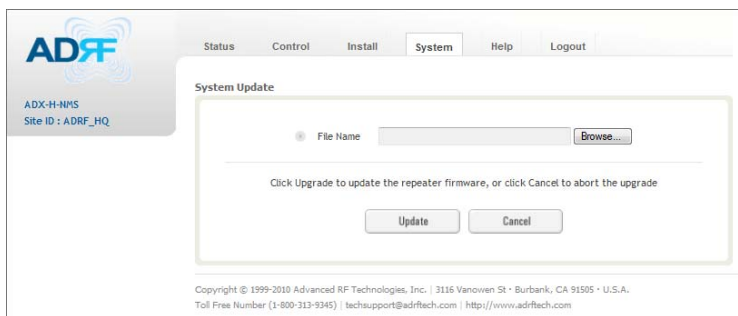 ADRF
Status Control Install System Help Logout
ADX-H-NMS
Site ID : ADRF_HQ
System Update
File Name Browse...
Click Upgrade to update the repeater firmware, or click Cancel to abort the upgrade
Update Cancel
Copyright © 1999-2010 Advanced RF Technologies, Inc. | 3116 Vanowen St · Burbank, CA 91505 · U.S.A.
Toll Free Number (1-800-313-9345) | techsupport@adrftech.com | http://www.adrftech.com